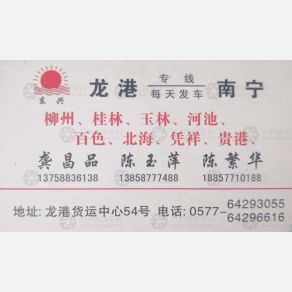 东兴
龙港 专线 每天发车 南宁
柳州、桂林、玉林、河池、
百色、北海、凭祥、贵港、
龚昌品 陈玉萍 陈繁华
13758836138 13858777488 18857710188
地址: 龙港货运中心54号 电话: 0577-64293055
64296616